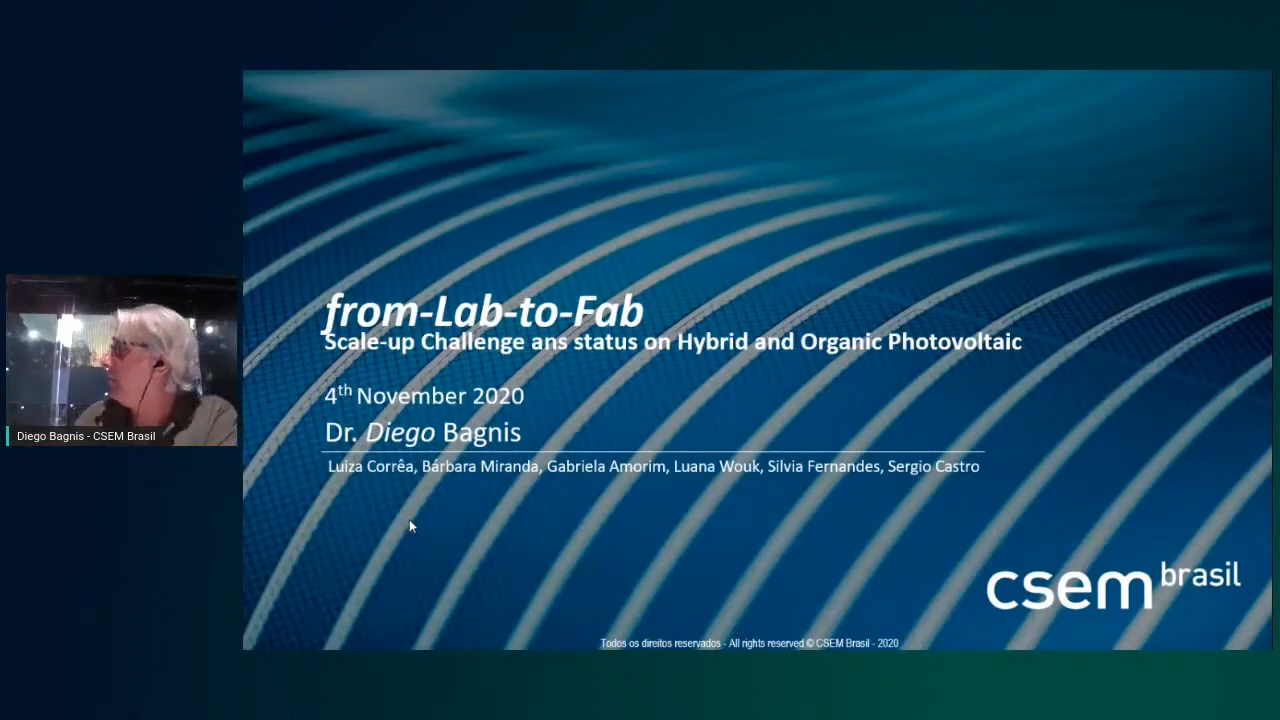 from-Lab-to-Fab
Scale-up Challenge ans status on Hybrid and Organic Photovoltaic
4th November 2020
Dr. Diego Bagnis
Luiza Corrêa, Bárbara Miranda, Gabriela Amorim, Luana Wouk, Silvia Fernandes, Sergio Castro
Diego Bagnis - CSEM Brasil
csem brasil
Todos os direitos reservados - All rights reserved © CSEM Brasil - 2020